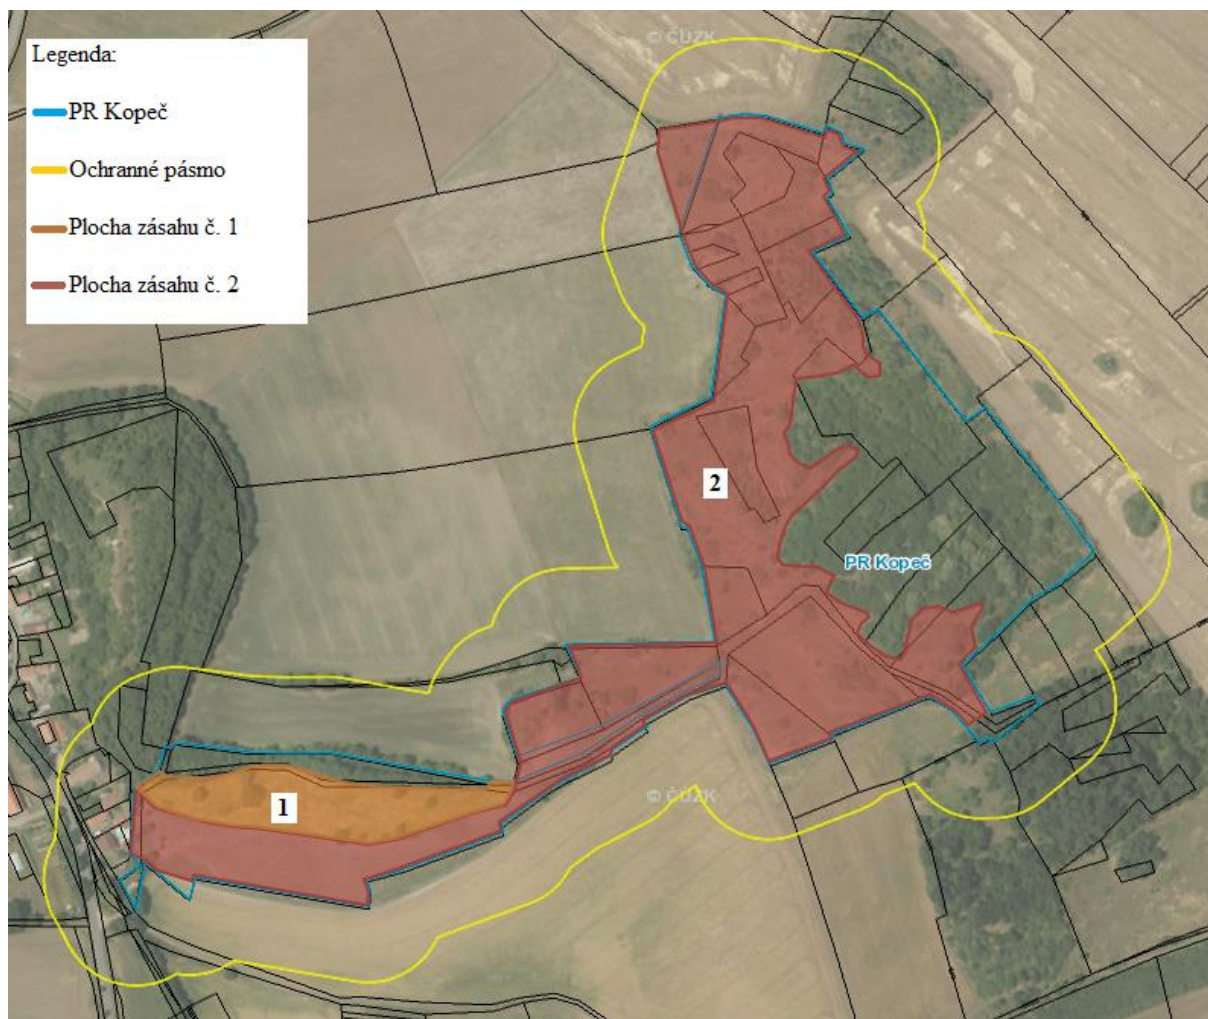 © ČÚZK
Legenda:
PR Kopeč
Ochranné pásmo
Plocha zásahu č. 1
Plocha zásahu č. 2
2
PR Kopeč
© ČÚZK
1